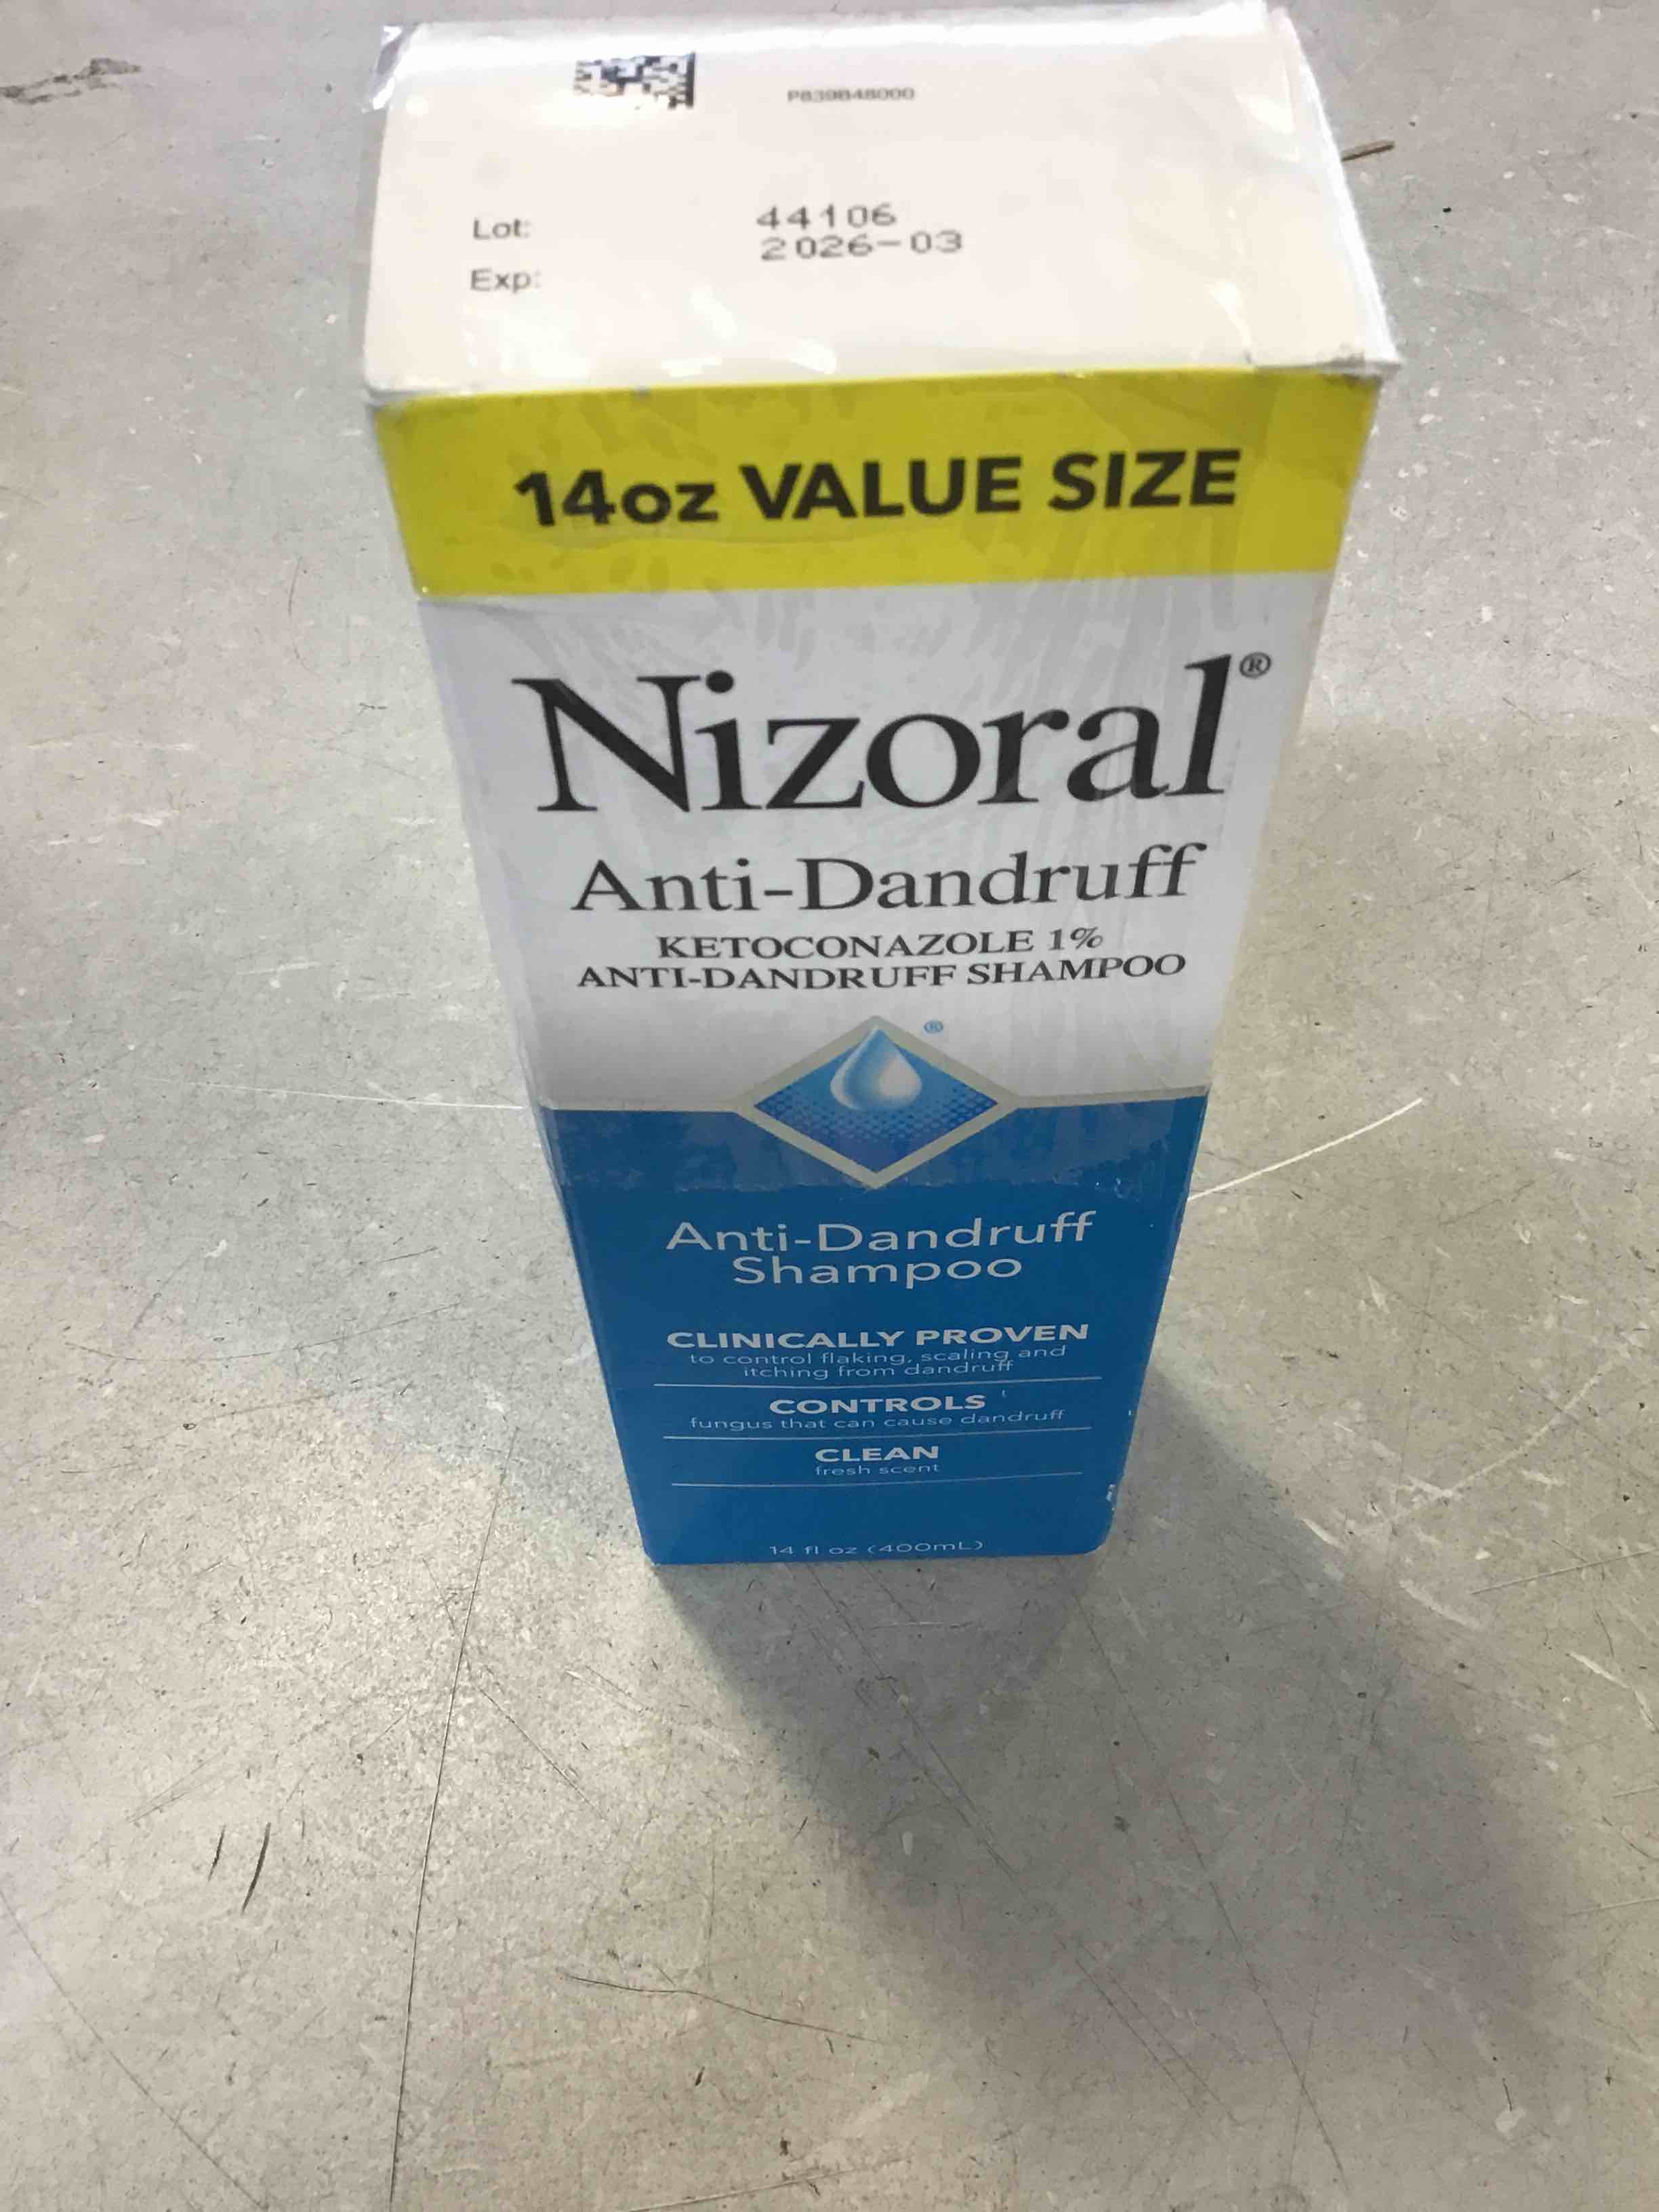 P839848000
Lot: 44106
2026-03
Exp:
14oz VALUE SIZE
Nizoral®
Anti-Dandruff
KETOCONAZOLE 1%
ANTI-DANDRUFF SHAMPOO
®
Anti-Dandruff
Shampoo
CLINICALLY PROVEN
to control flaking, scaling and
itching from dandruff
CONTROLS
fungus that can cause dandruff
CLEAN
fresh scent
14 fl oz (400mL)